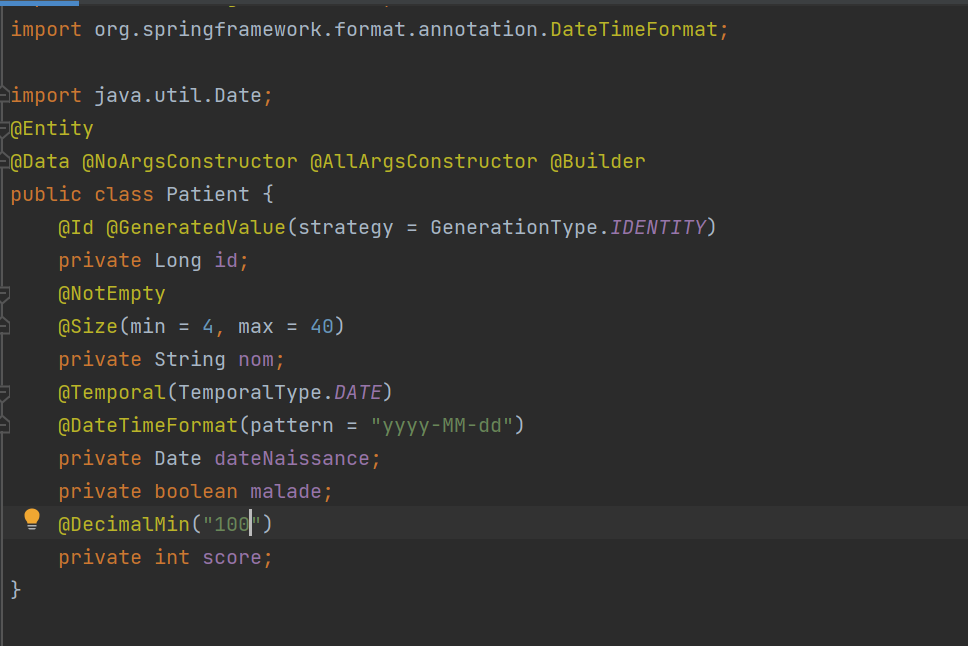 import org.springframework.format.annotation.DateTimeFormat;
import java.util.Date;
@Entity
@Data @NoArgsConstructor @AllArgsConstructor @Builder
public class Patient {
@Id @GeneratedValue(strategy = GenerationType.IDENTITY)
private Long id;
@NotEmpty
@Size(min = 4, max = 40)
private String nom;
@Temporal(TemporalType.DATE)
@DateTimeFormat(pattern = "yyyy-MM-dd")
private Date dateNaissance;
private boolean malade;
@DecimalMin("100")
private int score;
}